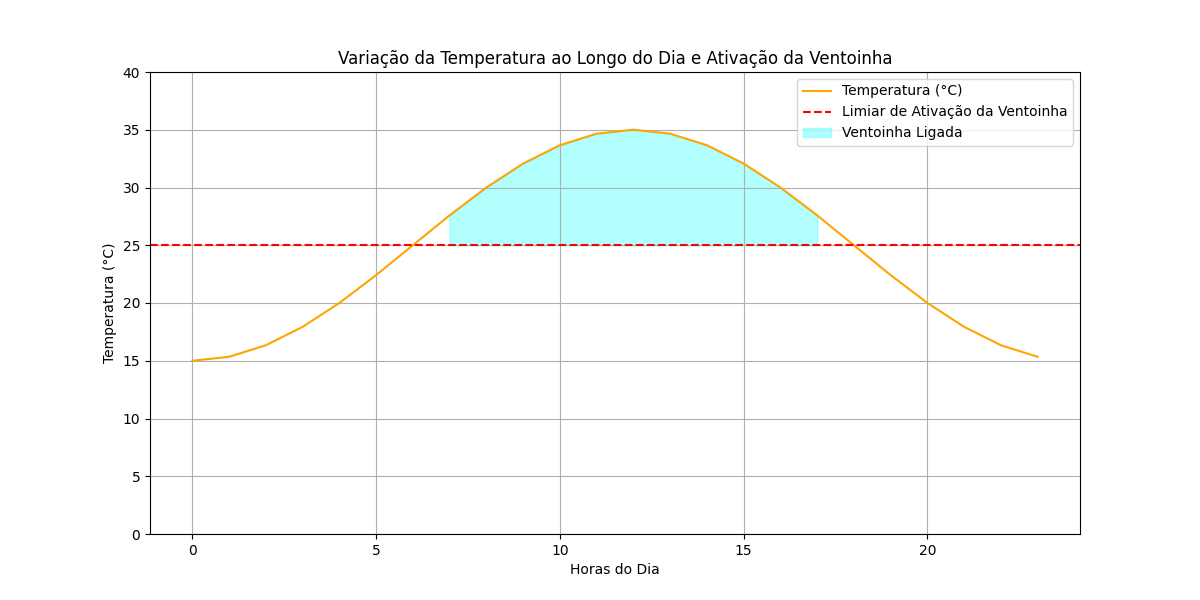 Variação da Temperatura ao Longo do Dia e Ativação da Ventoinha
Temperatura (°C)
Limiar de Ativação da Ventoinha
Ventoinha Ligada
Temperatura (°C)
40
35
30
25
20
15
10
5
0
0 5 10 15 20
Horas do Dia